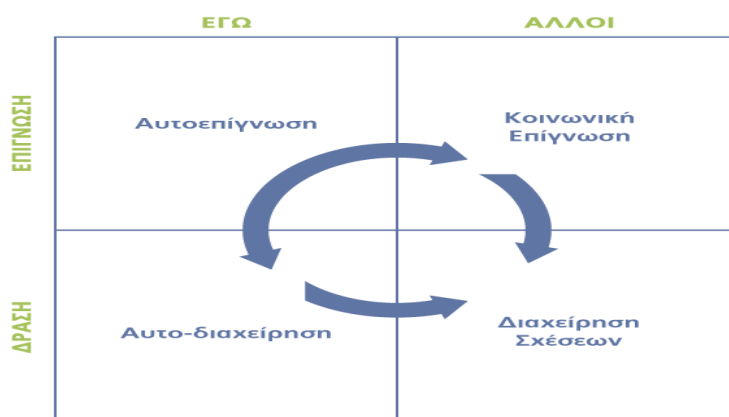 ΕΓΩ ΑΛΛΟΙ
ΕΠΙΓΝΩΣΗ
Αυτοεπίγνωση
Κοινωνική
Επίγνωση
ΔΡΑΣΗ
Αυτο-διαχείρηση
Διαχείρηση
Σχέσεων